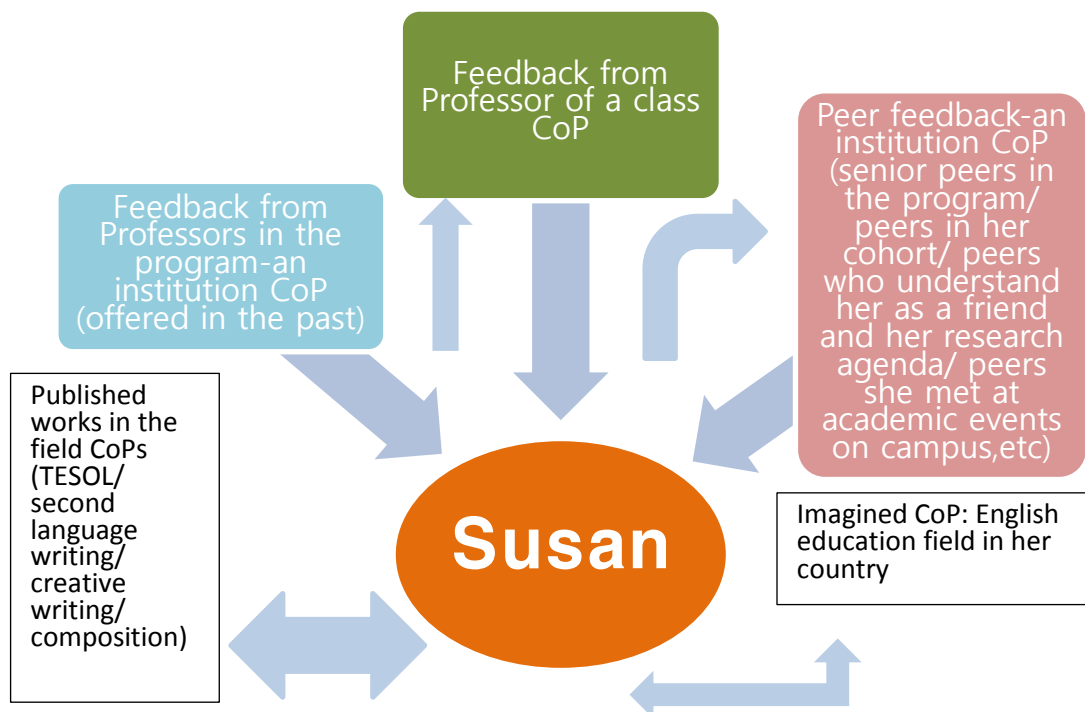 Feedback from
Professor of a class
CoP
Peer feedback-an
institution CoP
(senior peers in
the program/
peers in her
cohort/ peers
who understand
her as a friend
and her research
agenda/ peers
she met at
academic events
on campus,etc)
Feedback from
Professors in the
program-an
institution CoP
(offered in the past)
Published
works in the
field CoPs
(TESOL/
second
language
writing/
creative
writing/
composition)
Susan
Imagined CoP: English
education field in her
country